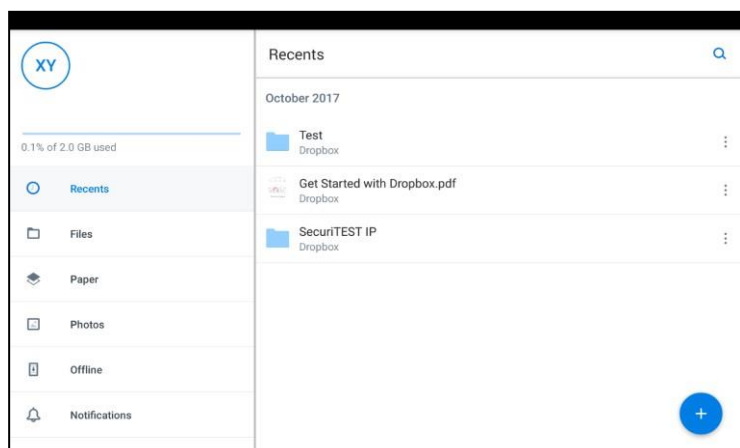 XY
0.1% of 2.0 GB used
Recents
Files
Paper
Photos
Offline
Notifications
Recents
October 2017
Test
Dropbox
Get Started with Dropbox.pdf
Dropbox
SecuriTEST IP
Dropbox